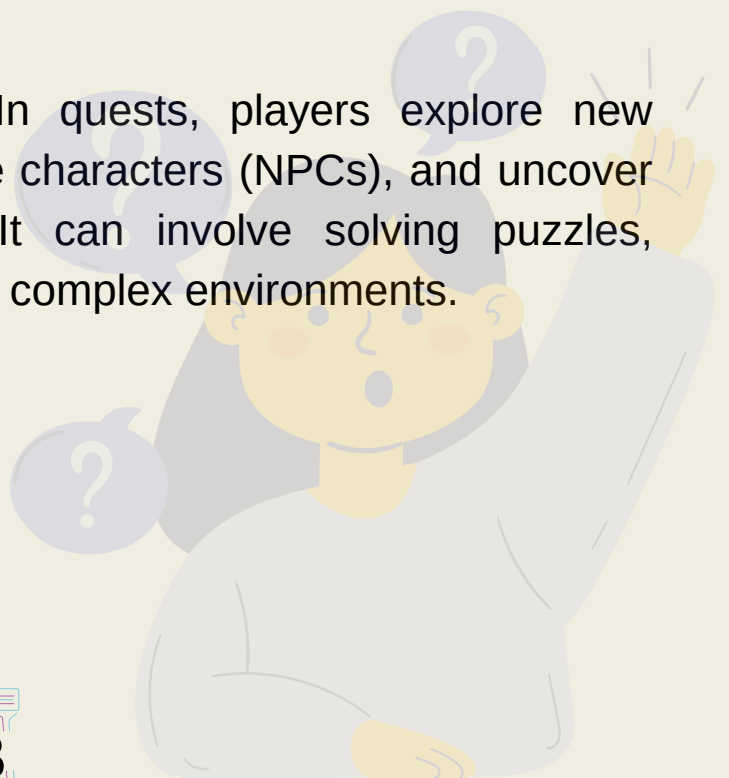 In quests, players explore new
characters (NPCs), and uncover
It can involve solving puzzles,
complex environments.
? ? ?